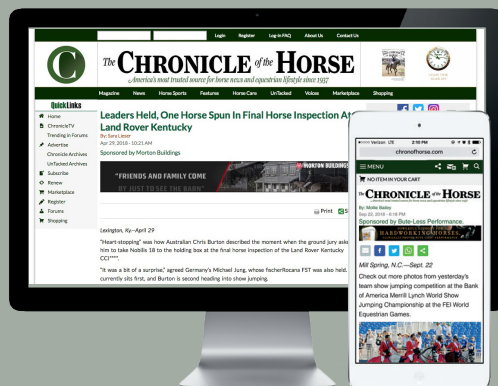 Login Register Log-In FAQ About Us Contact Us
C
The CHRONICLE of the HORSE
America's most trusted source for horse news and equestrian lifestyle since 1937
Magazine News Horse Sports Features Horse Care UnTacked Voices Marketplace Shopping
QuickLinks
Home
ChronicleTV
Trending in Forums
Advertise
Chronicle Archives
UnTacked Archives
Subscribe
Renew
Marketplace
Register
Forums
Shopping
Leaders Held, One Horse Spun In Final Horse Inspection At
Land Rover Kentucky
By: Sara Lieser
Apr 29, 2018 - 10:21 AM
Sponsored by Morton Buildings
"FRIENDS AND FAMILY COME
BY JUST TO SEE THE BARN"
MORTON BUILDINGS
Print S
Lexington, Ky.—April 29
"Heart-stopping" was how Australian Chris Burton described the moment when the ground jury aske
him to take Nobilis 18 to the holding box at the final horse inspection of the Land Rover Kentucky
CCI****.
"It was a bit of a surprise," agreed Germany's Michael Jung, whose fischerRocana FST was also held.
currently sits first, and Burton is second heading into show jumping.
Verizon LTE 2:10 PM
chronofhorse.com
MENU
NO ITEM IN YOUR CART
The CHRONICLE of the HORSE
By: Mollie Bailey
Sep 22, 2018 - 6:18 PM
Sponsored by Bute-Less Performance.
HARDWORKING HORSES.
Mill Spring, N.C.—Sept. 22
Check out more photos from yesterday's
team show jumping competition at the Bank
of America Merrill Lynch World Show
Jumping Championship at the FEI World
Equestrian Games.